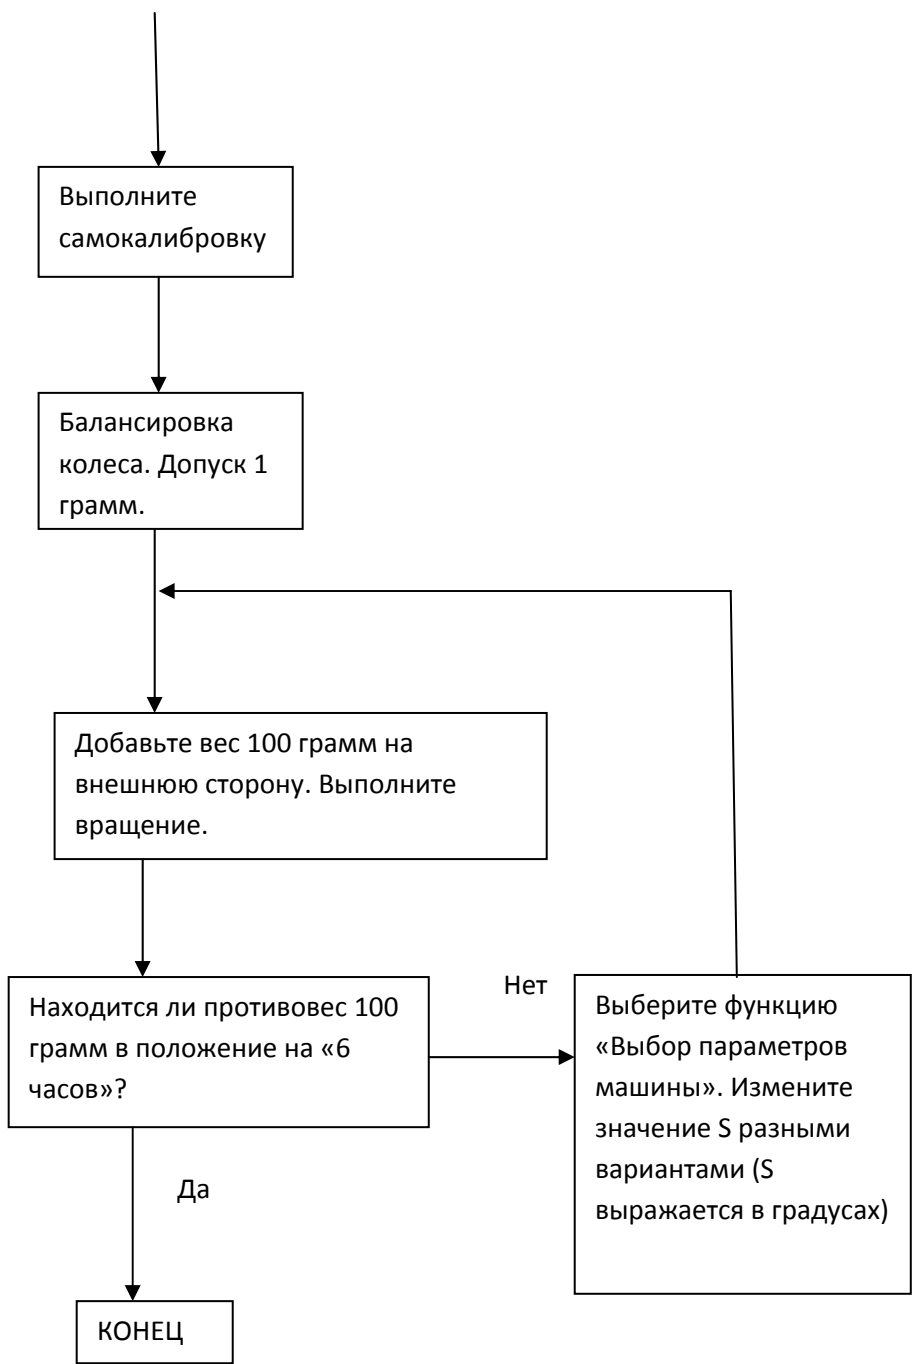 Выполните
самокалибровку
Балансировка
колеса. Допуск 1
грамм.
Добавьте вес 100 грамм на
внешнюю сторону. Выполните
вращение.
Находится ли противовес 100
грамм в положение на «6
часов»?
Нет
Выберите функцию
«Выбор параметров
машины». Измените
значение S разными
вариантами (S
выражается в градусах)
Да
КОНЕЦ